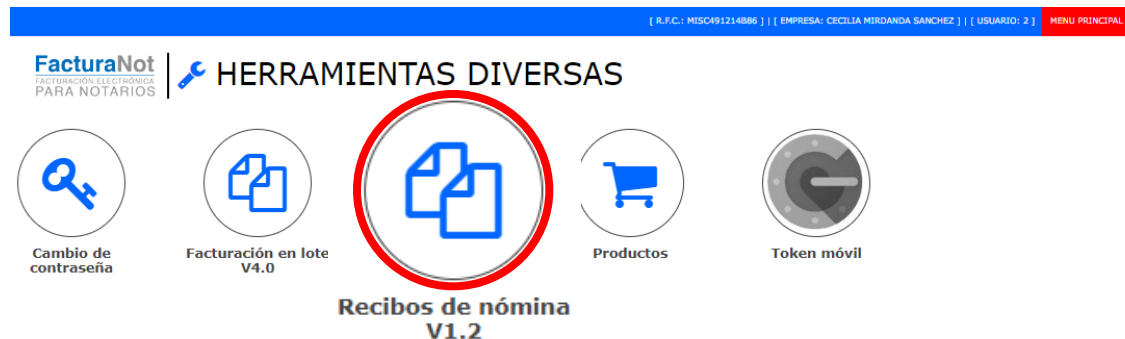 [ R.F.C.: MISC491214B86 ] | [ EMPRESA: CECILIA MIRDANDA SANCHEZ ] | [ USUARIO: 2 ] MENU PRINCIPAL
FacturaNot
FACTURACIÓN ELECTRÓNICA
PARA NOTARIOS
HERRAMIENTAS DIVERSAS
Cambio de
contraseña
Facturación en lote
V4.0
Recibos de nómina
V1.2
Productos
Token móvil